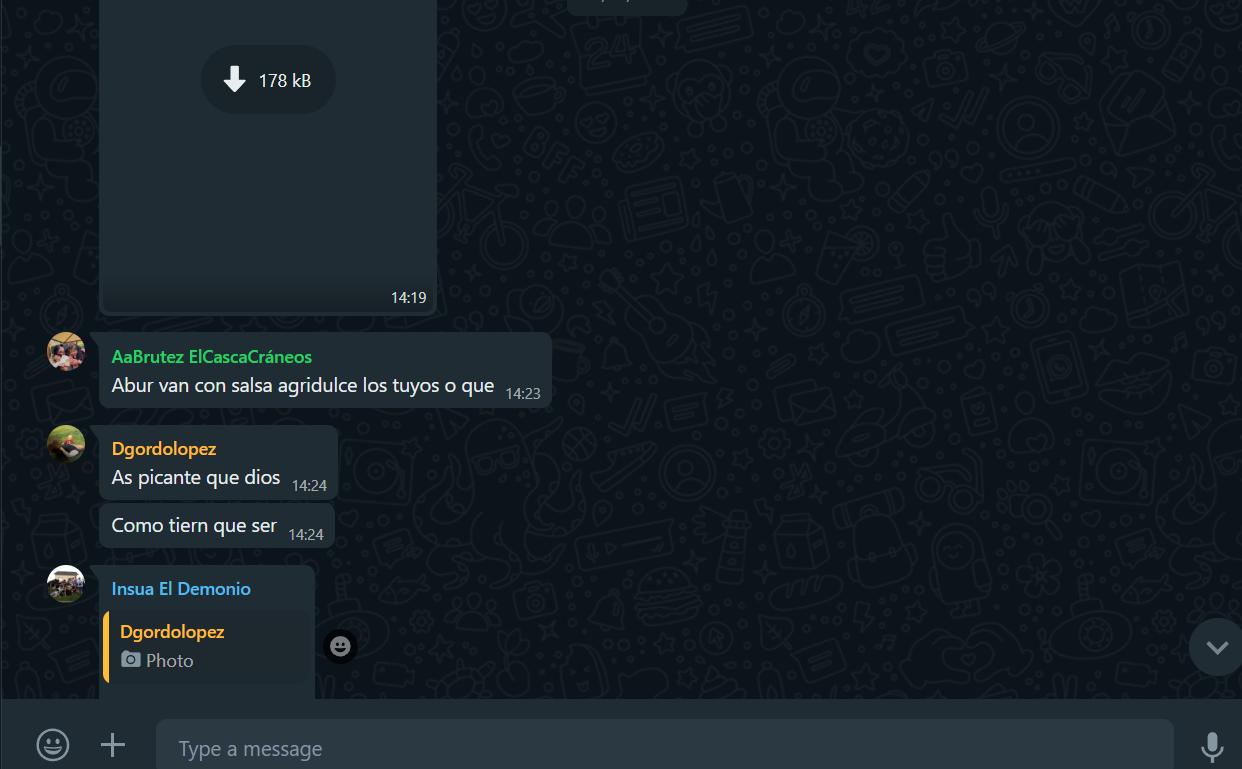 178 kB
14:19
AaBrutez ElCascaCráneos
Abur van con salsa agridulce los tuyos o que 14:23
Dgordolopez
As picante que dios 14:24
Como tiern que ser 14:24
Insua El Demonio
Dgordolopez
Photo
Type a message